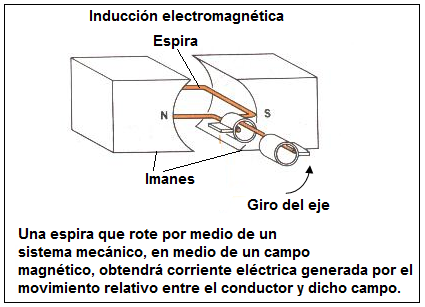 Inducción electromagnética
Espira
N
S
Imanes
Giro del eje
Una espira que rote por medio de un
sistema mecánico, en medio de un campo
magnético, obtendrá corriente eléctrica generada por el
movimiento relativo entre el conductor y dicho campo.